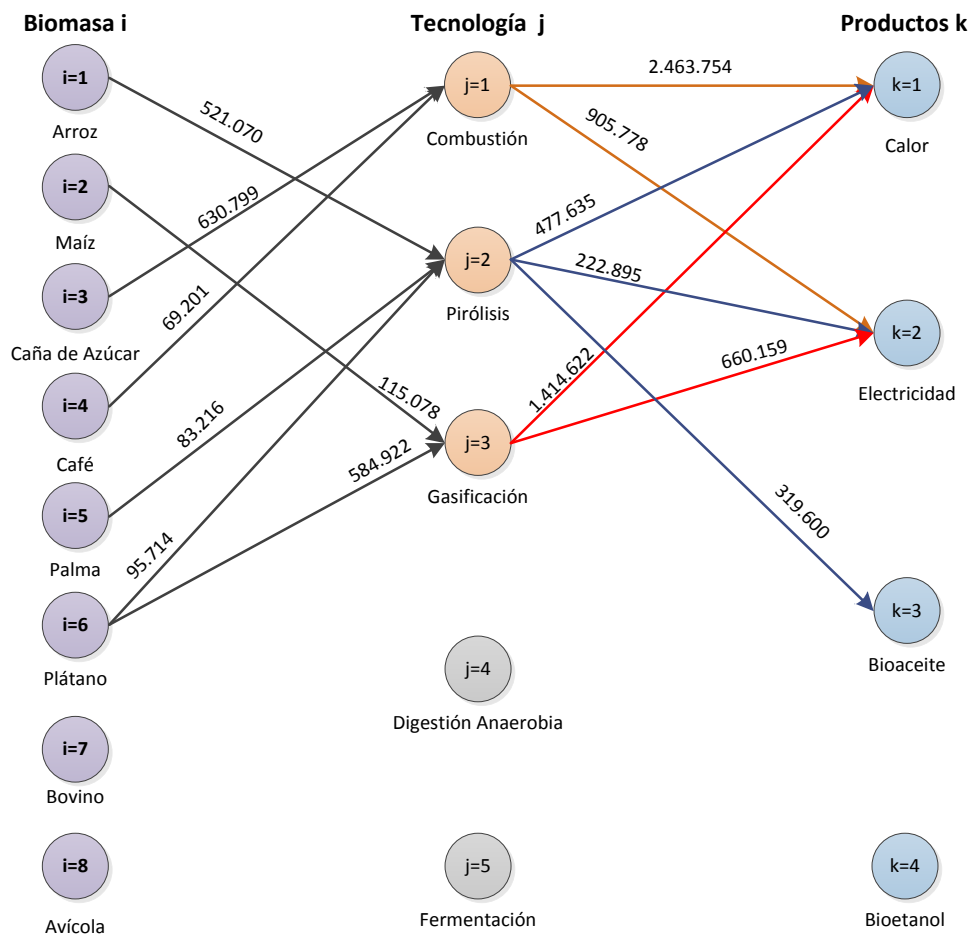 Biomasa i
Tecnología j
Productos k
i=1
Arroz
i=2
Maíz
i=3
Caña de Azúcar
i=4
Café
i=5
Palma
i=6
Plátano
i=7
Bovino
i=8
Avícola
521.070
630.799
69.201
115.078
83.216
584.922
95.714
j=1
Combustión
j=2
Pirólisis
j=3
Gasificación
j=4
Digestión Anaerobia
j=5
Fermentación
2.463.754
905.778
477.635
222.895
1.414.622
660.159
319.600
k=1
Calor
k=2
Electricidad
k=3
Bioaceite
k=4
Bioetanol